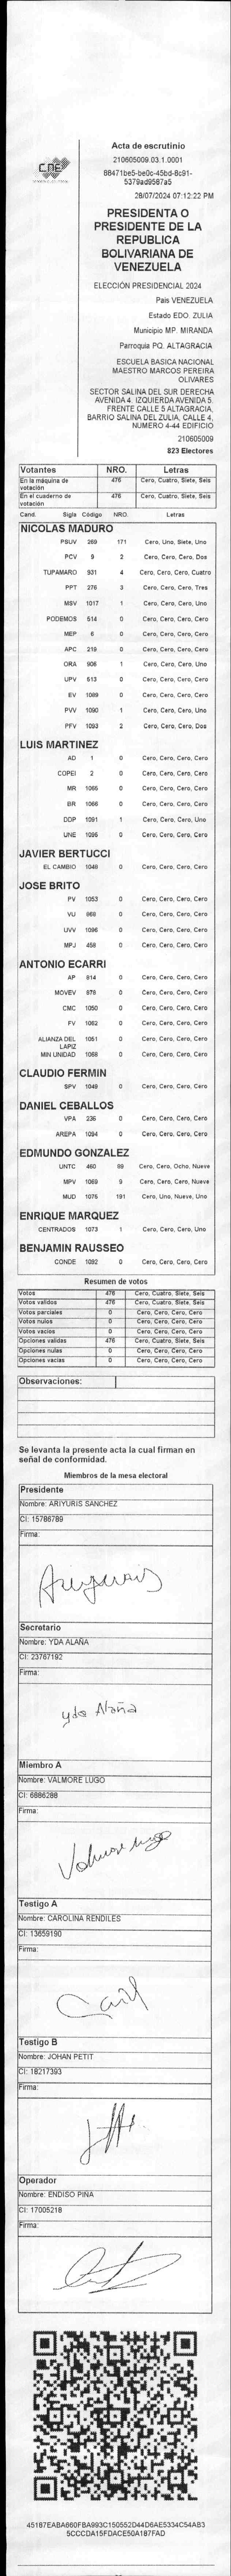 CNE
Acta de escrutinio
210605009.03.1.0001
88471be5-be0c-45bd-8c91-
5379ad9587a5
28/07/2024 07:12:22 PM
PRESIDENTA O
PRESIDENTE DE LA
REPUBLICA
BOLIVARIANA DE
VENEZUELA
ELECCIÓN PRESIDENCIAL 2024
Pais VENEZUELA
Estado EDO. ZULIA
Municipio MP. MIRANDA
Parroquia PQ. ALTAGRACIA
ESCUELA BASICA NACIONAL
MAESTRO MARCOS PEREIRA
OLIVARES
SECTOR SALINA DEL SUR DERECHA
AVENIDA 4. IZQUIERDA AVENIDA 5.
FRENTE CALLE 5 ALTAGRACIA,
BARRIO SALINA DEL ZULIA, CALLE 4,
NUMERO 4-44 EDIFICIO
210605009
823 Electores
Votantes NRO. Letras
En la máquina de votación 476 Cero, Cuatro, Siete, Seis
En el cuaderno de votación 476 Cero, Cuatro, Siete, Seis
Cand. Sigla Código NRO. Letras
NICOLAS MADURO
PSUV 269 171 Cero, Uno, Siete, Uno
PCV 9 2 Cero, Cero, Cero, Dos
TUPAMARO 931 4 Cero, Cero, Cero, Cuatro
PPT 276 3 Cero, Cero, Cero, Tres
MSV 1017 1 Cero, Cero, Cero, Uno
PODEMOS 514 0 Cero, Cero, Cero, Cero
MEP 6 0 Cero, Cero, Cero, Cero
APC 219 0 Cero, Cero, Cero, Cero
ORA 906 1 Cero, Cero, Cero, Uno
UPV 513 0 Cero, Cero, Cero, Cero
EV 1089 0 Cero, Cero, Cero, Cero
PVV 1090 1 Cero, Cero, Cero, Uno
PFV 1093 2 Cero, Cero, Cero, Dos
LUIS MARTINEZ
AD 1 0 Cero, Cero, Cero, Cero
COPEI 2 0 Cero, Cero, Cero, Cero
MR 1065 0 Cero, Cero, Cero, Cero
BR 1066 0 Cero, Cero, Cero, Cero
DDP 1091 1 Cero, Cero, Cero, Uno
UNE 1095 0 Cero, Cero, Cero, Cero
JAVIER BERTUCCI
EL CAMBIO 1048 0 Cero, Cero, Cero, Cero
JOSE BRITO
PV 1053 0 Cero, Cero, Cero, Cero
VU 868 0 Cero, Cero, Cero, Cero
UVV 1096 0 Cero, Cero, Cero, Cero
MPJ 458 0 Cero, Cero, Cero, Cero
ANTONIO ECARRI
AP 914 0 Cero, Cero, Cero, Cero
MOVEV 979 0 Cero, Cero, Cero, Cero
CMC 1050 0 Cero, Cero, Cero, Cero
FV 1062 0 Cero, Cero, Cero, Cero
ALIANZA DEL LAPIZ 1051 0 Cero, Cero, Cero, Cero
MIN UNIDAD 1068 0 Cero, Cero, Cero, Cero
CLAUDIO FERMIN
SPV 1049 0 Cero, Cero, Cero, Cero
DANIEL CEBALLOS
VPA 236 0 Cero, Cero, Cero, Cero
AREPA 1094 0 Cero, Cero, Cero, Cero
EDMUNDO GONZALEZ
UNTC 460 89 Cero, Cero, Ocho, Nueve
MPV 1069 9 Cero, Cero, Cero, Nueve
MUD 1075 191 Cero, Uno, Nueve, Uno
ENRIQUE MARQUEZ
CENTRADOS 1073 1 Cero, Cero, Cero, Uno
BENJAMIN RAUSSEO
CONDE 1092 0 Cero, Cero, Cero, Cero
Resumen de votos
Votos 476 Cero, Cuatro, Siete, Seis
Votos validos 476 Cero, Cuatro, Siete, Seis
Votos parciales 0 Cero, Cero, Cero, Cero
Votos nulos 0 Cero, Cero, Cero, Cero
Votos vacios 0 Cero, Cero, Cero, Cero
Opciones validas 476 Cero, Cuatro, Siete, Seis
Opciones nulas 0 Cero, Cero, Cero, Cero
Opciones vacias 0 Cero, Cero, Cero, Cero
Observaciones:
Se levanta la presente acta la cual firman en
señal de conformidad.
Miembros de la mesa electoral
Presidente
Nombre: ARIYURIS SANCHEZ
CI: 15786789
Firma:
Secretario
Nombre: YDA ALAÑA
CI: 23767192
Firma:
yda Alaña
Miembro A
Nombre: VALMORE LUGO
CI: 6886288
Firma:
Valmore lugo
Testigo A
Nombre: CAROLINA RENDILES
CI: 13659190
Firma:
Testigo B
Nombre: JOHAN PETIT
CI: 18217393
Firma:
Operador
Nombre: ENDISO PIÑA
CI: 17005218
Firma:
45187EABA660FBA993C150552D44D6AE5334C54AB3
5CCCDA15FDACE50A187FAD